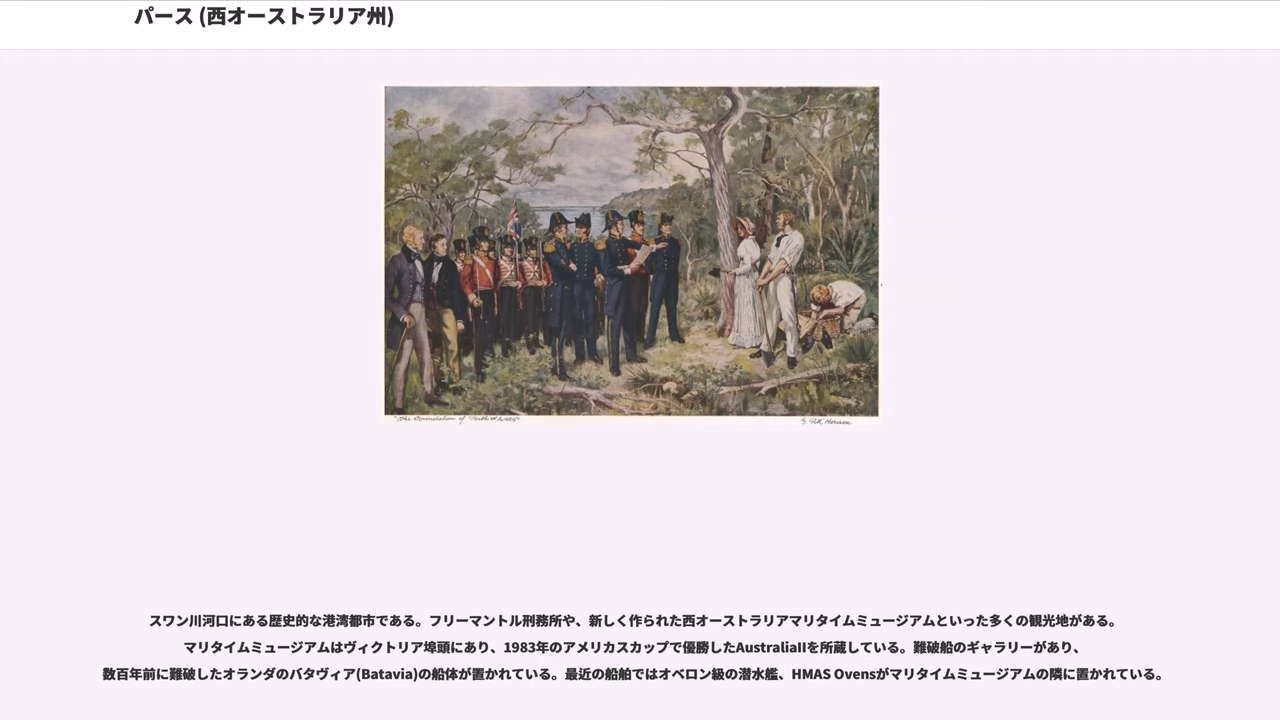 パース (西オーストラリア州)
"The Foundation of Perth
スワン川河口にある歴史的な港湾都市である。フリーマントル刑務所や、新しく作られた西オーストラリアマリタイムミュージアムといった多くの観光地がある。
マリタイムミュージアムはヴィクトリア埠頭にあり、1983年のアメリカスカップで優勝したAustraliaIIを所蔵している。難破船のギャラリーがあり、
数百年前に難破したオランダのバタヴィア(Batavia)の船体が置かれている。最近の船舶ではオベロン級の潜水艦、HMAS Ovensがマリタイムミュージアムの隣に置かれている。